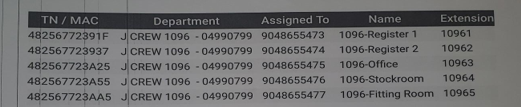 TN / MAC Department Assigned To Name Extension
48256772391F J CREW 1096 - 04990799 9048655473 1096-Register 1 10961
482567723937 J CREW 1096 - 04990799 9048655474 1096-Register 2 10962
482567723A25 J CREW 1096 - 04990799 9048655475 1096-Office 10963
482567723A55 J CREW 1096 - 04990799 9048655476 1096-Stockroom 10964
482567723AA5 J CREW 1096 - 04990799 9048655477 1096-Fitting Room 10965